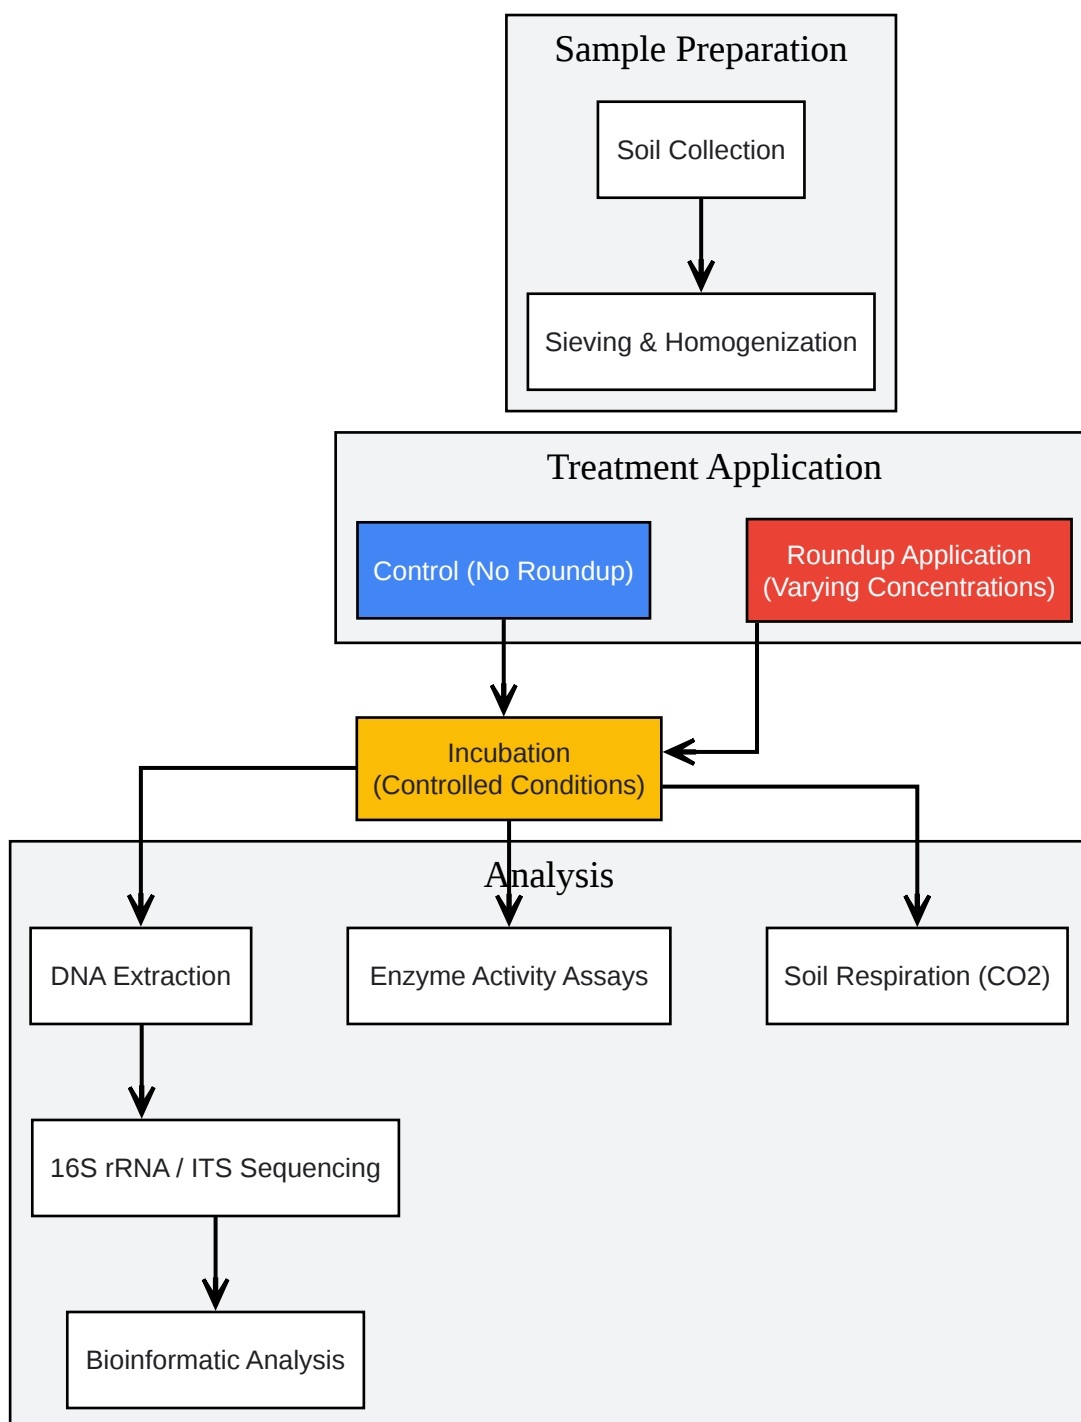 Sample Preparation
Soil Collection
Sieving & Homogenization
Treatment Application
Control (No Roundup)
Roundup Application
(Varying Concentrations)
Incubation
(Controlled Conditions)
Analysis
DNA Extraction
Enzyme Activity Assays
Soil Respiration (CO2)
16S rRNA / ITS Sequencing
Bioinformatic Analysis